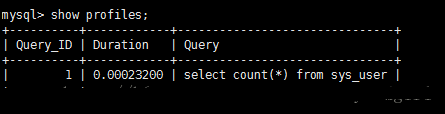 mysql> show profiles;
+----------+------------+-------------------------------+
| Query_ID | Duration   | Query                         |
+----------+------------+-------------------------------+
|        1 | 0.00023200 | select count(*) from sys_user |